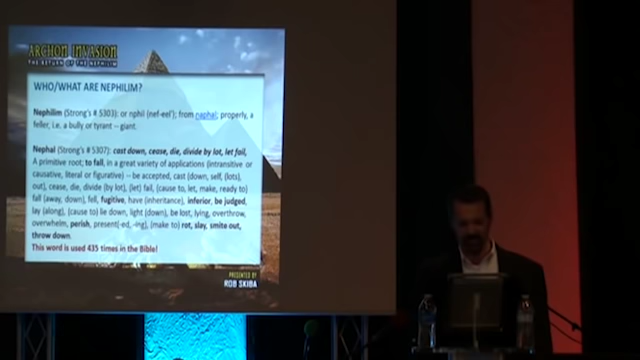 ARCHON INVASION
THE RETURN OF THE NEPHILIM
WHO/WHAT ARE NEPHILIM?
Nephilim (Strong's # 5303): or nphil (nef-eel'); from naphal; properly, a
feller, i.e. a bully or tyrant -- giant.
Nephal (Strong's # 5307): cast down, cease, die, divide by lot, let fail,
A primitive root; to fall, in a great variety of applications (intransitive or
causative, literal or figurative) -- be accepted, cast (down, self, (lots),
out), cease, die, divide (by lot), (let) fail, (cause to, let, make, ready to)
fall (away, down), fell, fugitive, have (inheritance), inferior, be judged,
lay (along), (cause to) lie down, light (down), be lost, lying, overthrow,
overwhelm, perish, present(-ed, -ing), (make to) rot, slay, smite out,
throw down.
This word is used 435 times in the Bible!
PRESENTED BY
ROB SKIBA